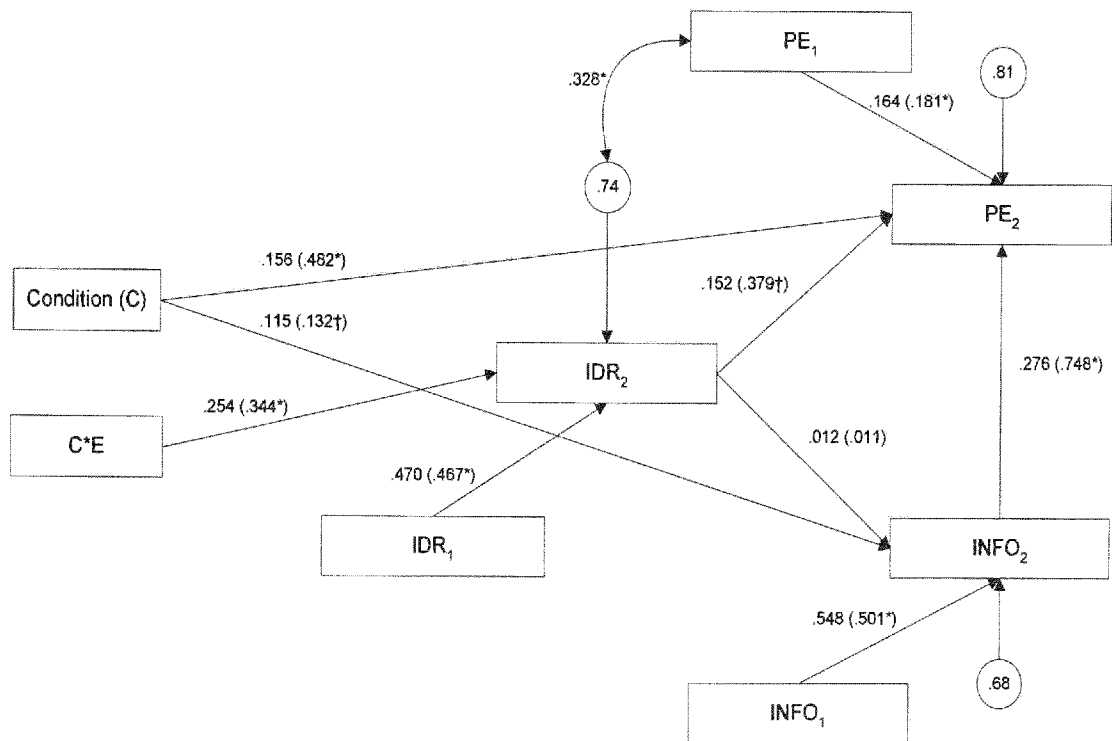 PE₁
.81
.328*
.164 (.181*)
.74
PE₂
.156 (.482*)
Condition (C)
.152 (.379†)
.115 (.132†)
IDR₂
.276 (.748*)
.254 (.344*)
C*E
.012 (.011)
.470 (.467*)
IDR₁
INFO₂
.548 (.501*)
.68
INFO₁